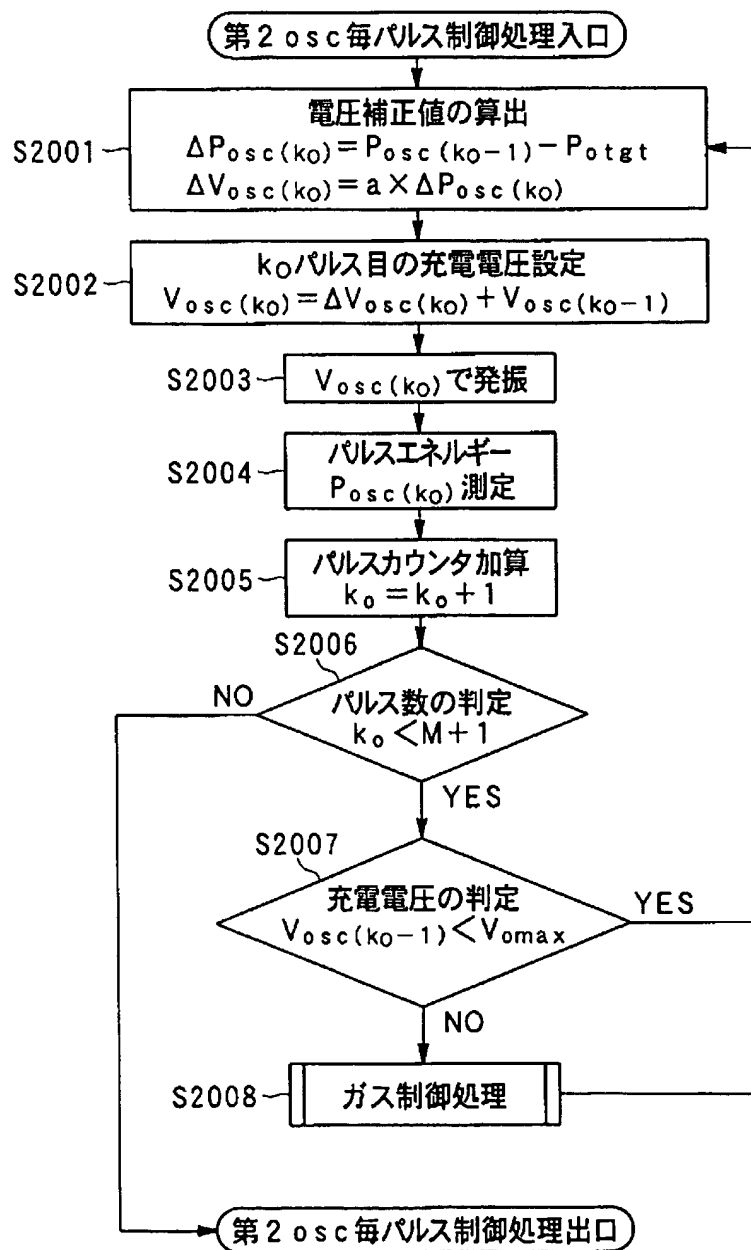 第2osc毎パルス制御処理入口
S2001
電圧補正値の算出
ΔPosc(kO)=Posc(kO-1)-Potgt
ΔVosc(kO)=a×ΔPosc(kO)
S2002
kOパルス目の充電電圧設定
Vosc(kO)=ΔVosc(kO)+Vosc(kO-1)
S2003
Vosc(kO)で発振
S2004
パルスエネルギー
Posc(kO)測定
S2005
パルスカウンタ加算
ko=ko+1
S2006
NO
パルス数の判定
ko<M+1
YES
S2007
充電電圧の判定
Vosc(kO-1)<Vomax
YES
NO
S2008
ガス制御処理
第2osc毎パルス制御処理出口